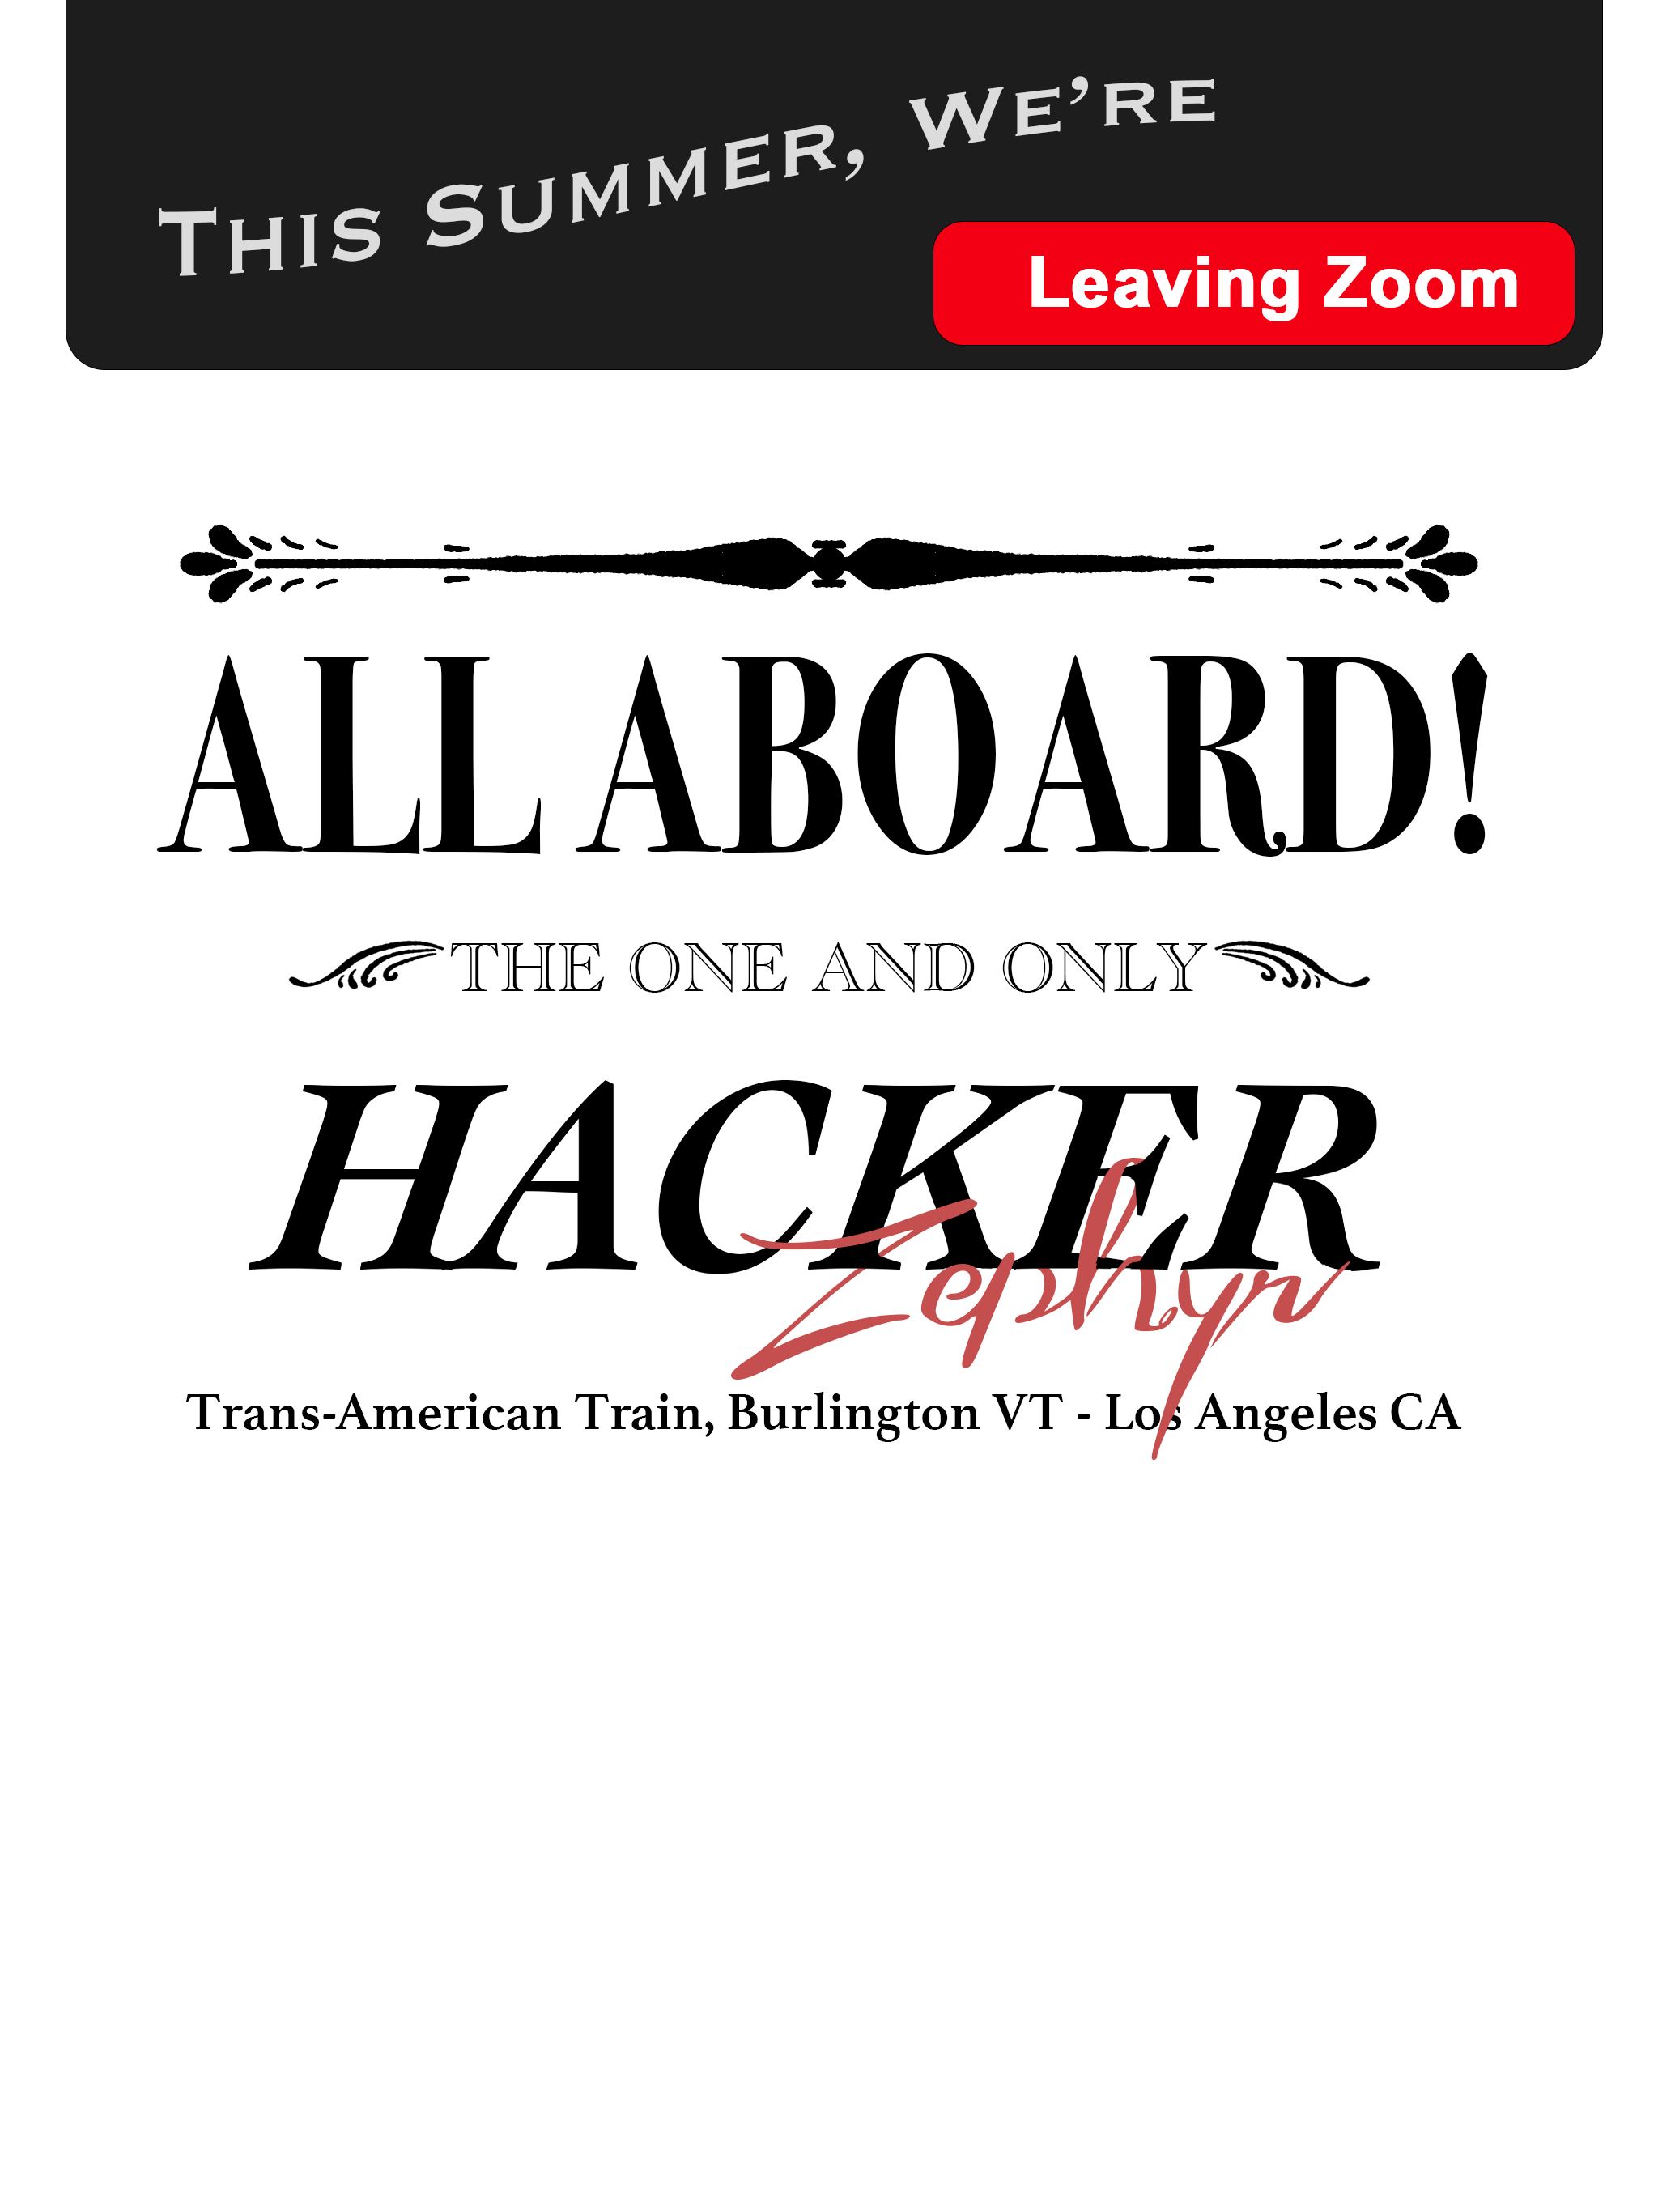 This Summer, we’re
Leaving Zoom
ALL ABOARD!
THE ONE AND ONLY
HACKER
Zephyr
Trans-American Train, Burlington VT - Los Angeles CA